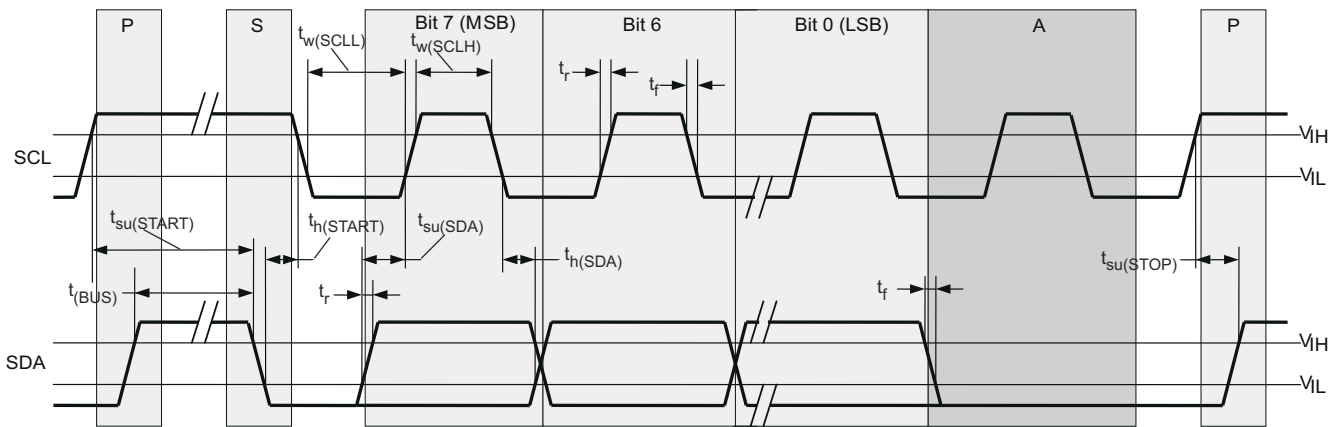 P S Bit 7 (MSB) Bit 6 Bit 0 (LSB) A P
tw(SCLL) tw(SCLH) tr tf
VIH
SCL
VIL
tsu(START) th(START) tsu(SDA) th(SDA) tsu(STOP)
t(BUS) tr tf
VIH
SDA
VIL